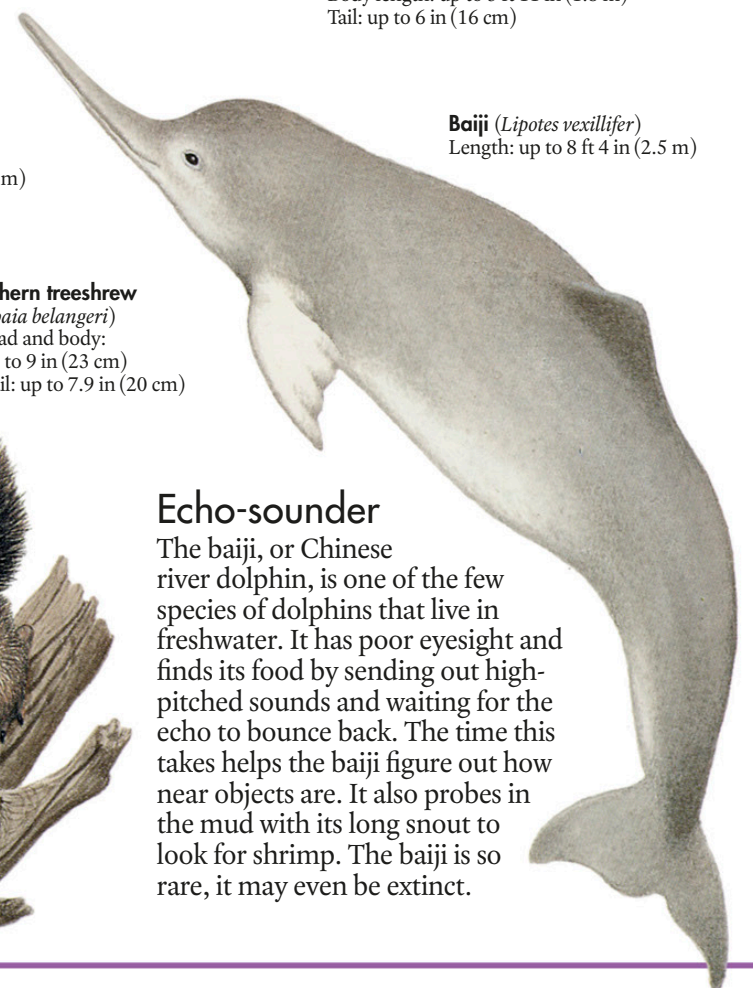 Tail: up to 6 in (16 cm)
Baiji (Lipotes vexillifer)
Length: up to 8 ft 4 in (2.5 m)
m)
hern treeshrew
aia belangeri)
ad and body:
to 9 in (23 cm)
il: up to 7.9 in (20 cm)
Echo-sounder
The baiji, or Chinese
river dolphin, is one of the few
species of dolphins that live in
freshwater. It has poor eyesight and
finds its food by sending out high-
pitched sounds and waiting for the
echo to bounce back. The time this
takes helps the baiji figure out how
near objects are. It also probes in
the mud with its long snout to
look for shrimp. The baiji is so
rare, it may even be extinct.